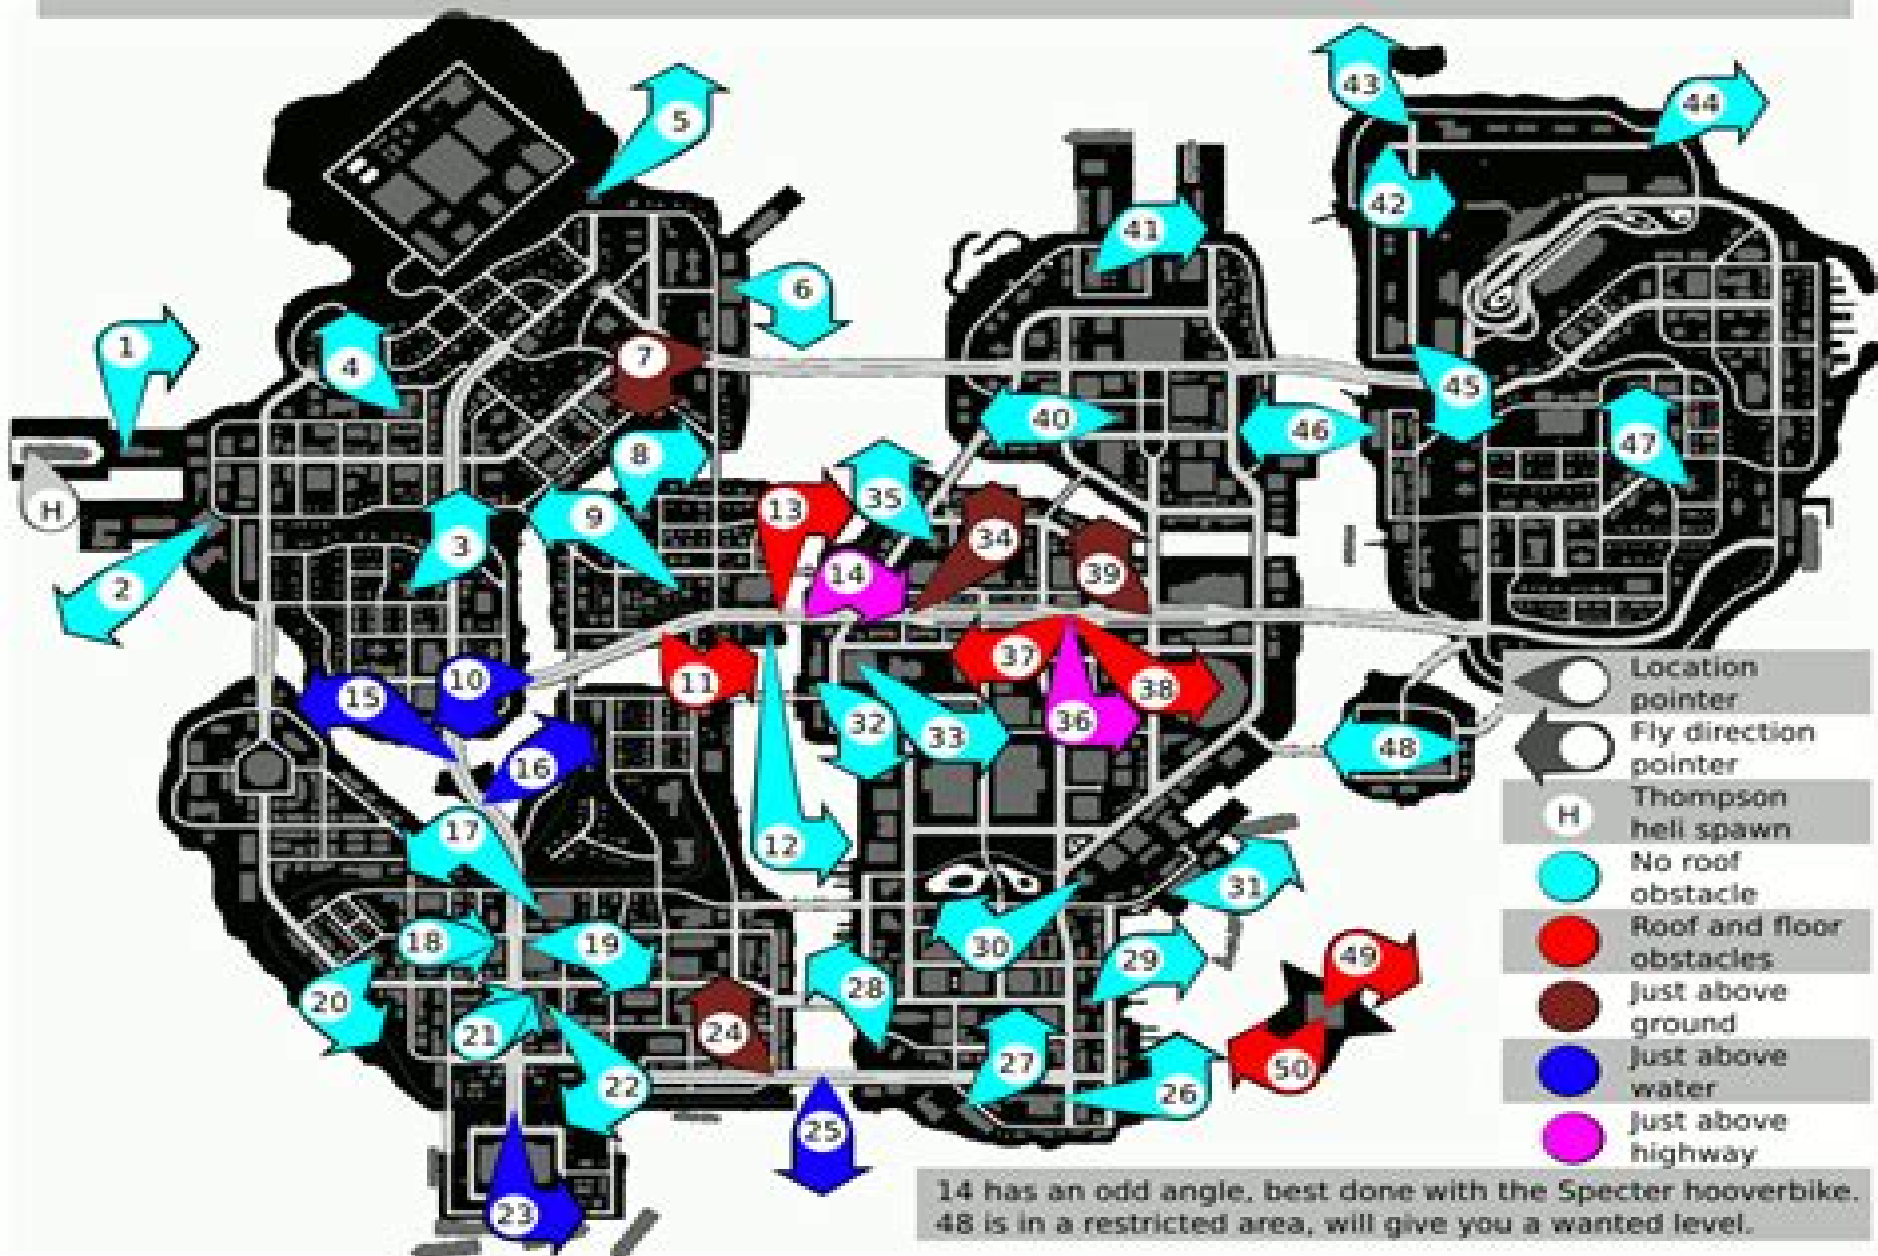 43
44
5
42
41
6
1
4
7
45
40
46
8
47
35
13
9
H
34
3
14
39
2
37
10
38
11
15
36
32
33
48
16
17
12
31
18
19
30
49
29
28
20
24
21
27
50
22
26
25
23
Location
pointer
Fly direction
pointer
H
Thompson
heli spawn
No roof
obstacle
Roof and floor
obstacles
Just above
ground
Just above
water
Just above
highway
14 has an odd angle, best done with the Specter hooverbike.
48 is in a restricted area, will give you a wanted level.